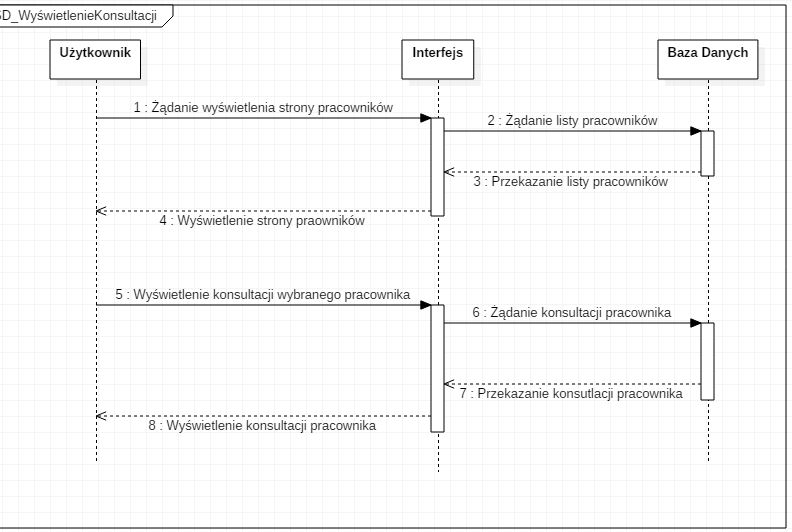 SD_WyświetlenieKonsultacji
Użytkownik
Interfejs
Baza Danych
1 : Żądanie wyświetlenia strony pracowników
2 : Żądanie listy pracowników
3 : Przekazanie listy pracowników
4 : Wyświetlenie strony praowników
5 : Wyświetlenie konsultacji wybranego pracownika
6 : Żądanie konsultacji pracownika
7 : Przekazanie konsutlacji pracownika
8 : Wyświetlenie konsultacji pracownika